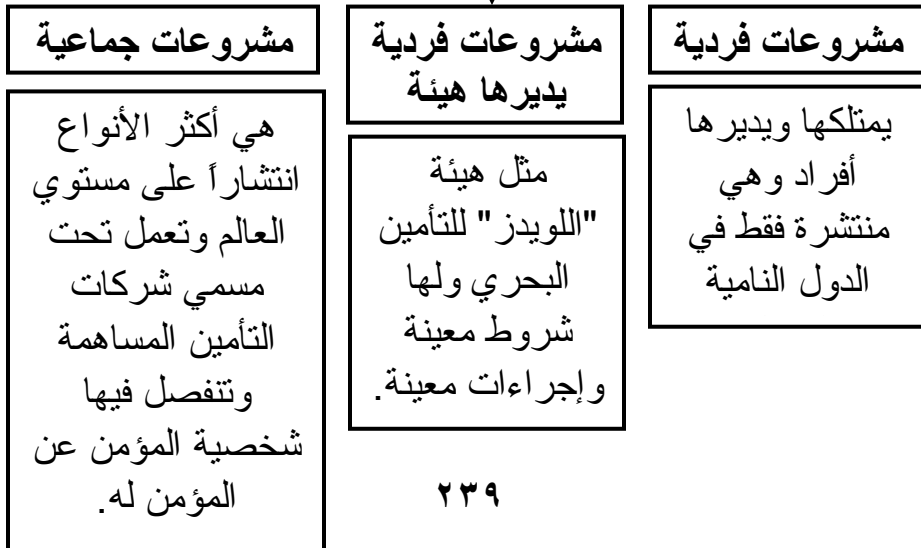 مشروعات فردية
يمتلكها ويديرها
أفراد وهي
منتشرة فقط في
الدول النامية
مشروعات فردية
يديرها هيئة
مثل هيئة
"اللويدز" للتأمين
البحري ولها
شروط معينة
وإجراءات معينة.
مشروعات جماعية
هي أكثر الأنواع
انتشاراً على مستوي
العالم وتعمل تحت
مسمي شركات
التأمين المساهمة
وتنفصل فيها
شخصية المؤمن عن
المؤمن له.
٢٣٩